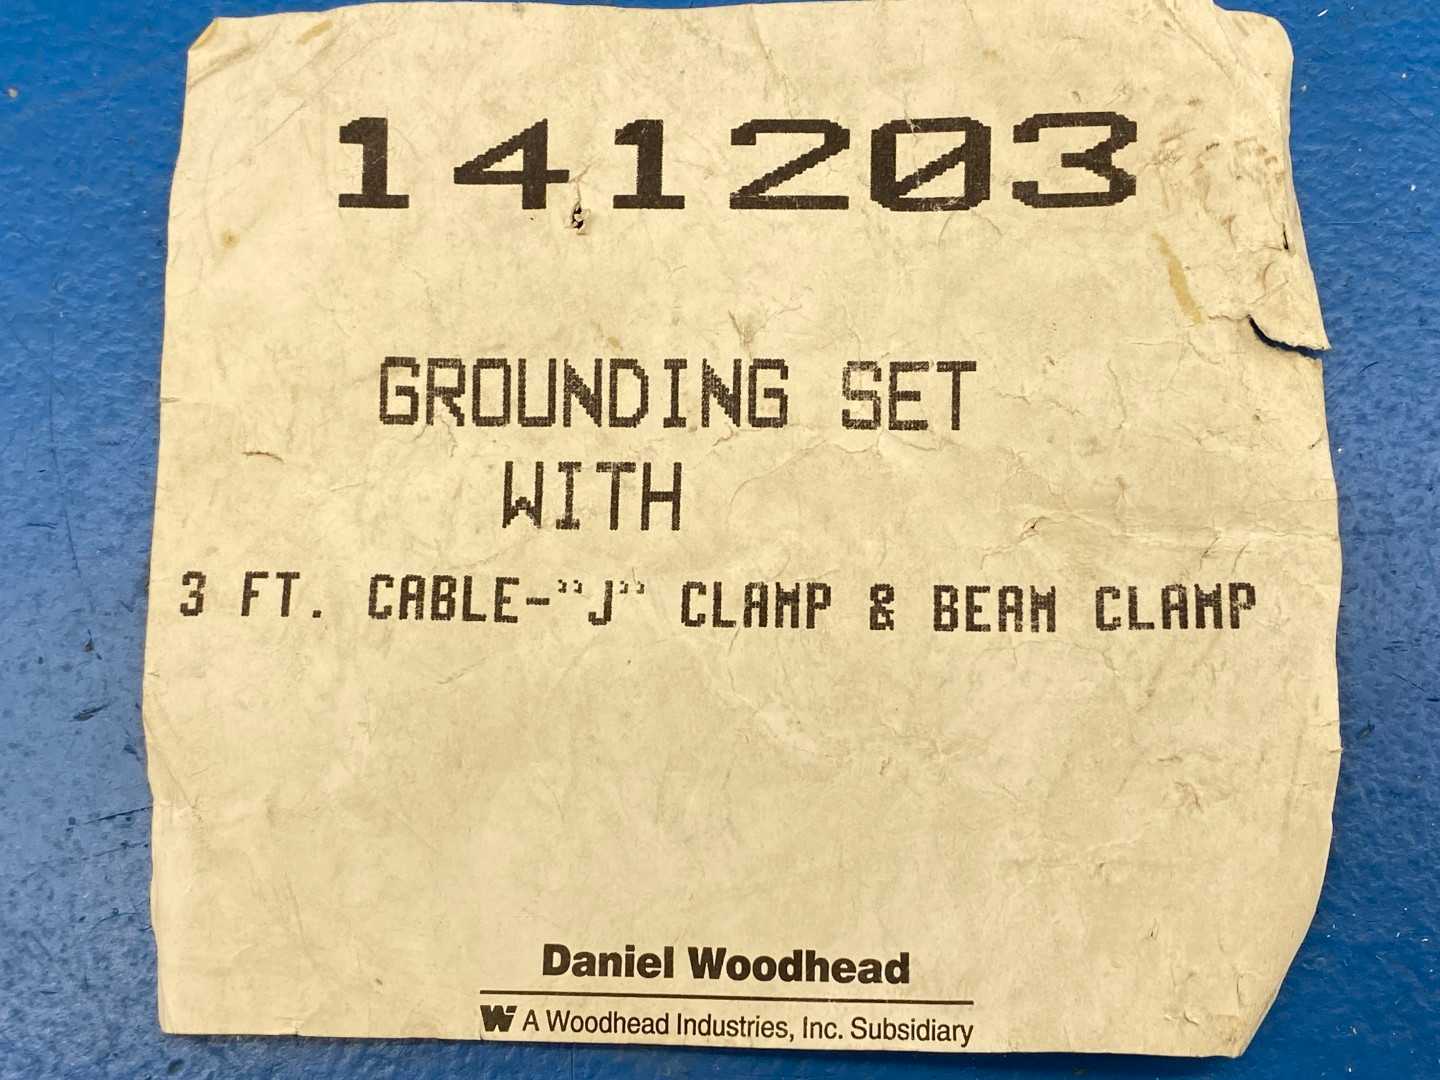 141203
GROUNDING SET
WITH
3 FT. CABLE-"J" CLAMP & BEAM CLAMP
Daniel Woodhead
W A Woodhead Industries, Inc. Subsidiary